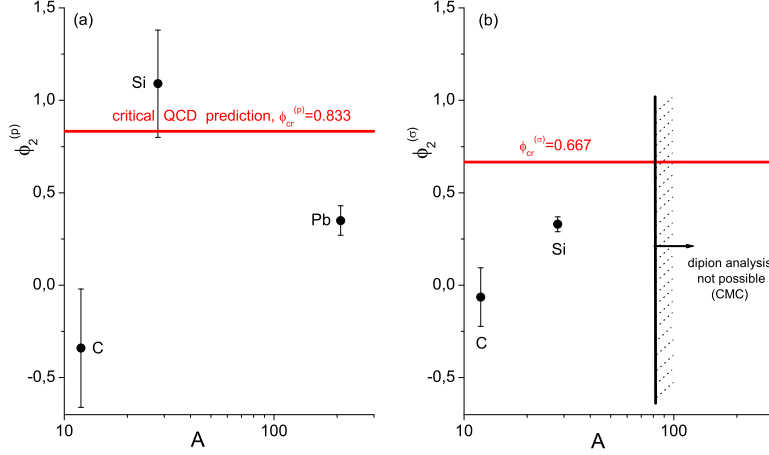 (a)
1,5
1,0
0,5
0,0
-0,5
ϕ₂⁽ᵖ⁾
Si
critical QCD prediction, ϕcr⁽ᵖ⁾=0.833
Pb
C
10
100
A
(b)
1,5
1,0
0,5
0,0
-0,5
ϕ₂⁽σ⁾
ϕcr⁽σ⁾=0.667
Si
C
dipion analysis
not possible
(CMC)
10
100
A